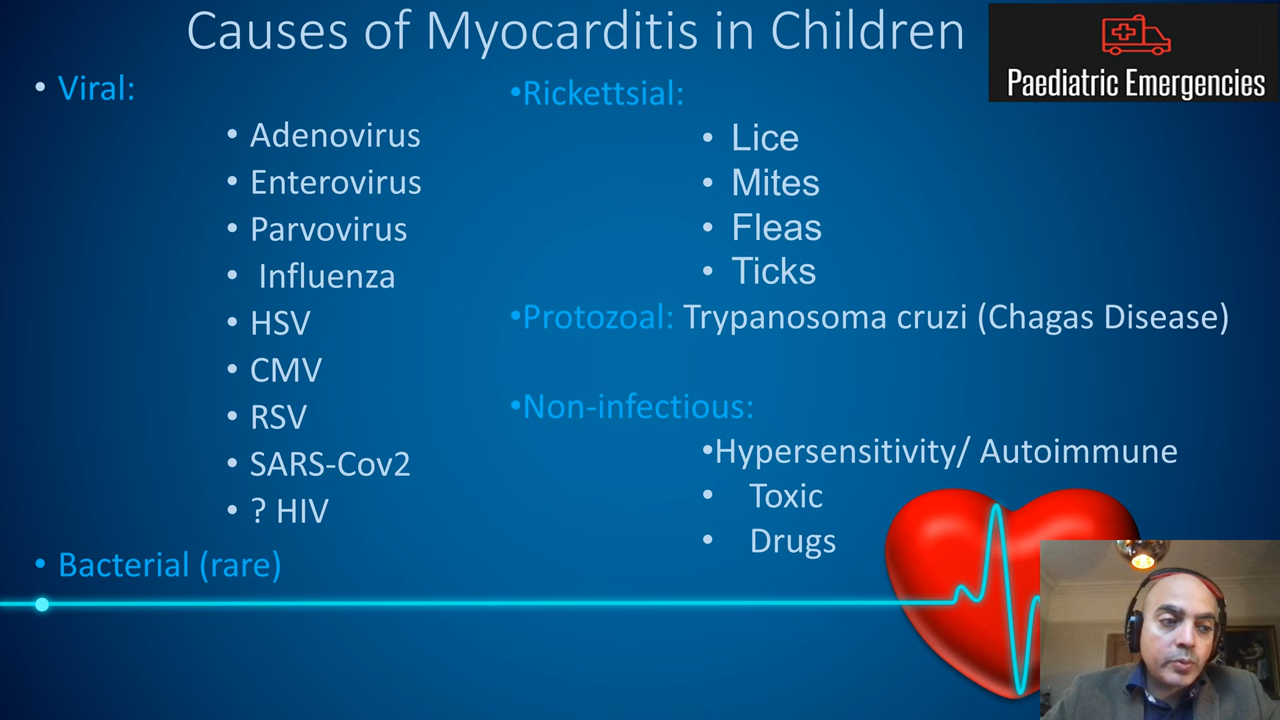 Causes of Myocarditis in Children
Paediatric Emergencies
• Viral:
• Adenovirus
• Enterovirus
• Parvovirus
• Influenza
• HSV
• CMV
• RSV
• SARS-Cov2
• ? HIV
• Bacterial (rare)
•Rickettsial:
• Lice
• Mites
• Fleas
• Ticks
•Protozoal: Trypanosoma cruzi (Chagas Disease)
•Non-infectious:
•Hypersensitivity/ Autoimmune
• Toxic
• Drugs